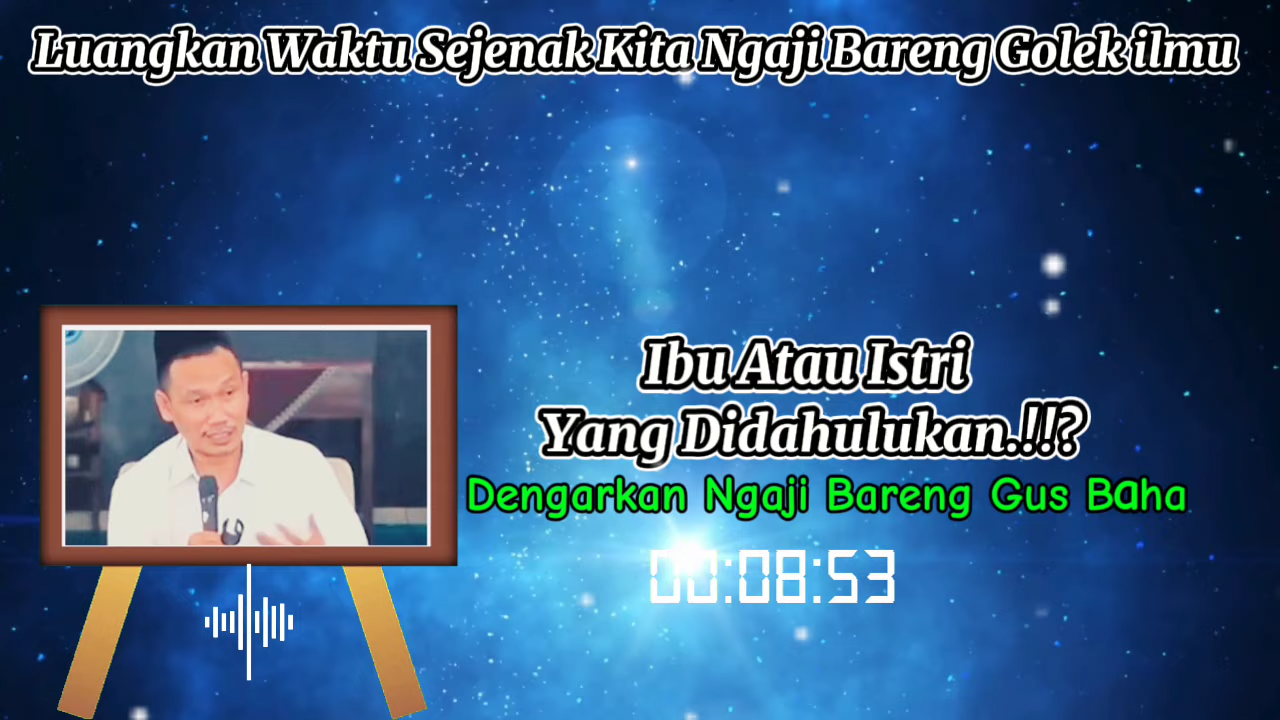 Luangkan Waktu Sejenak Kita Ngaji Bareng Golek ilmu
Ibu Atau Istri
Yang Didahulukan.!!!?
Dengarkan Ngaji Bareng Gus Baha
00:08:53